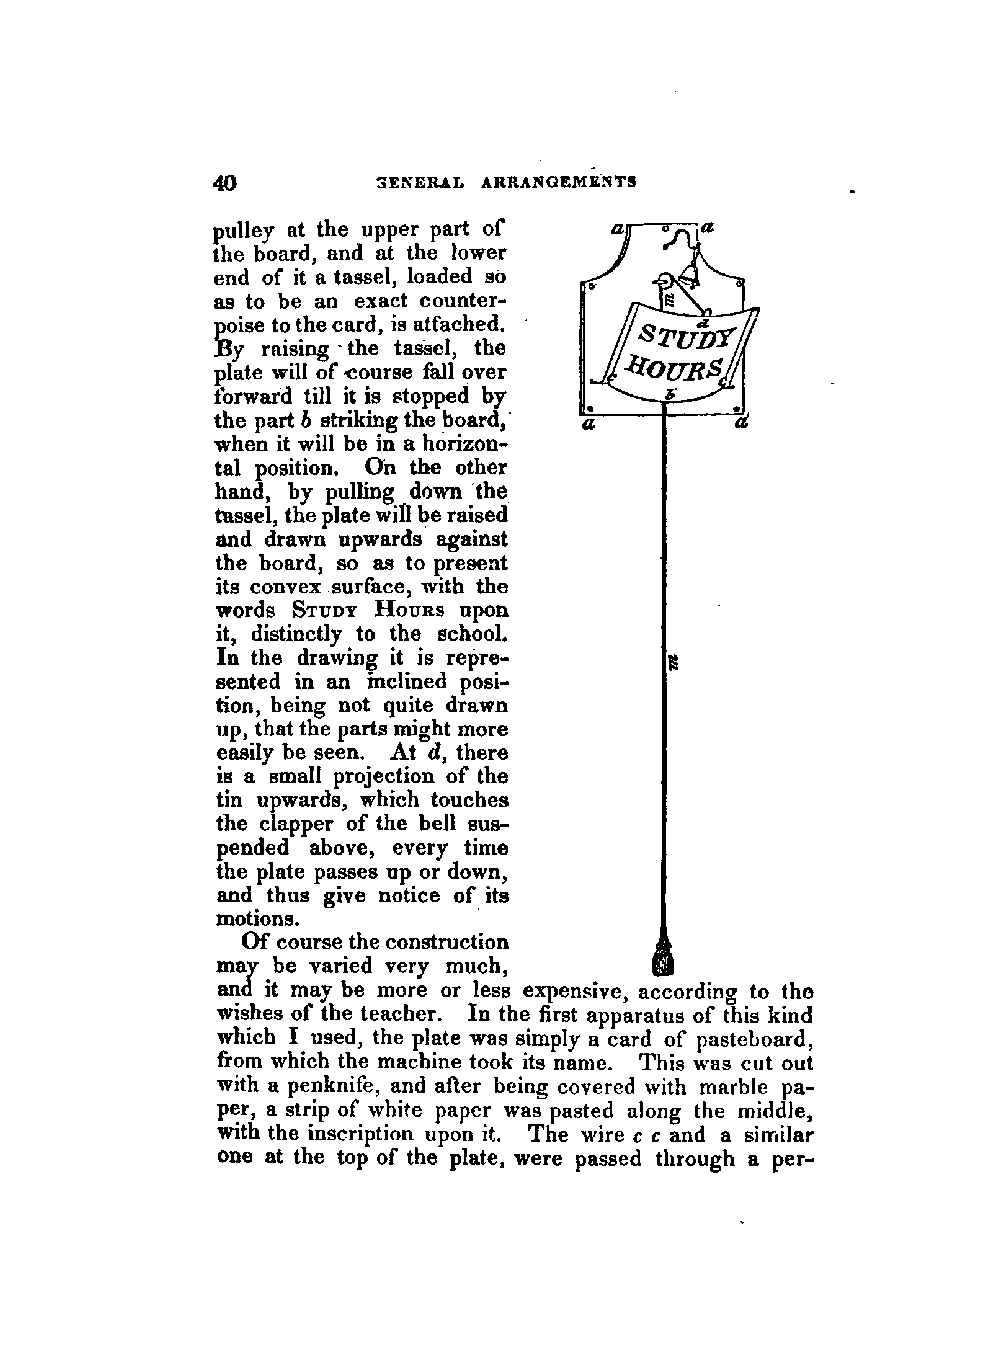 40 GENERAL ARRANGEMENTS
pulley at the upper part of
the board, and at the lower
end of it a tassel, loaded so
as to be an exact counter-
poise to the card, is attached.
By raising the tassel, the
plate will of course fall over
forward till it is stopped by
the part b striking the board,
when it will be in a horizon-
tal position. On the other
hand, by pulling down the
tassel, the plate will be raised
and drawn upwards against
the board, so as to present
its convex surface, with the
words STUDY HOURS upon
it, distinctly to the school.
In the drawing it is repre-
sented in an inclined posi-
tion, being not quite drawn
up, that the parts might more
easily be seen. At d, there
is a small projection of the
tin upwards, which touches
the clapper of the bell sus-
pended above, every time
the plate passes up or down,
and thus give notice of its
motions.
a a
m
d
STUDY
HOURS
c c
b
a a
m
Of course the construction
may be varied very much,
and it may be more or less expensive, according to the
wishes of the teacher. In the first apparatus of this kind
which I used, the plate was simply a card of pasteboard,
from which the machine took its name. This was cut out
with a penknife, and after being covered with marble pa-
per, a strip of white paper was pasted along the middle,
with the inscription upon it. The wire c c and a similar
one at the top of the plate, were passed through a per-